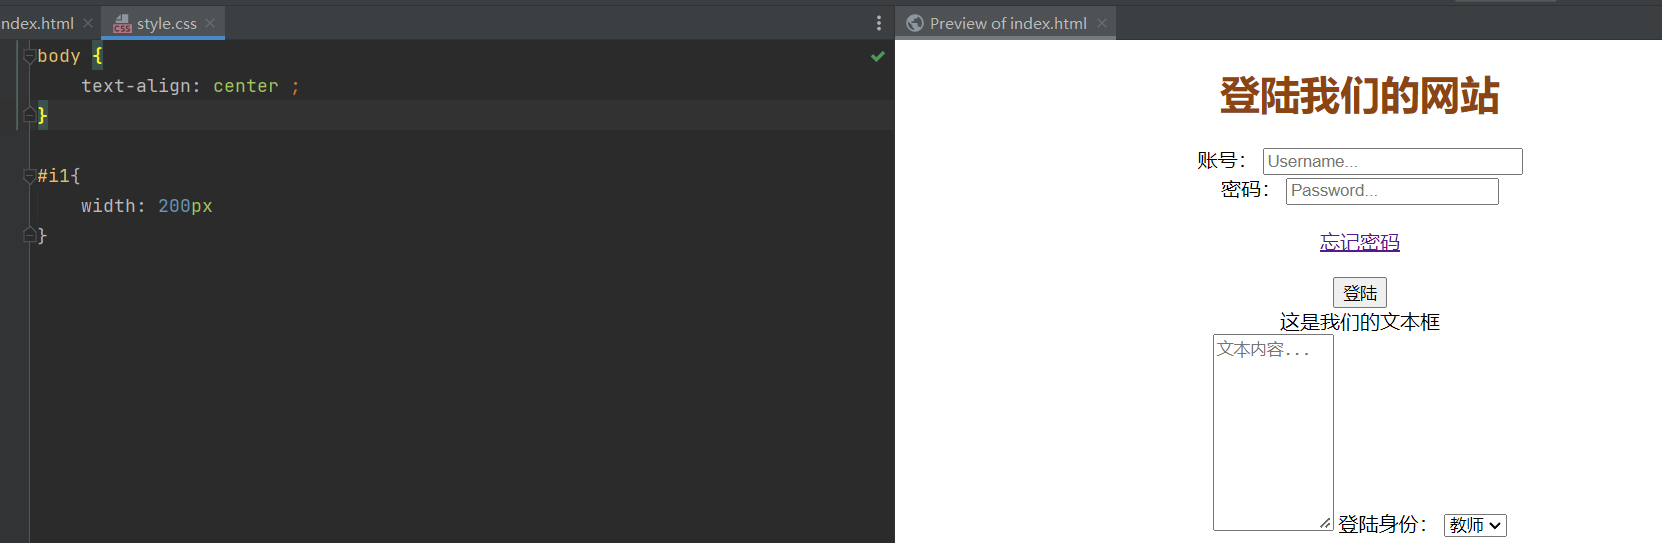 ndex.html
style.css
body {
text-align: center ;
}
#i1{
width: 200px
}
Preview of index.html
登陆我们的网站
账号： Username...
密码： Password...
忘记密码
登陆
这是我们的文本框
文本内容...
登陆身份： 教师